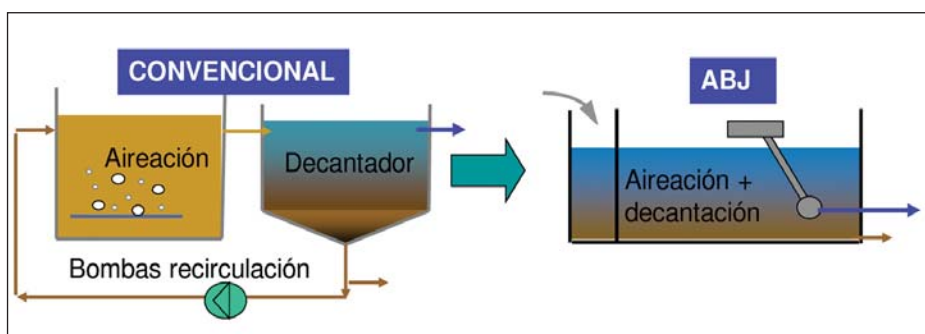 CONVENCIONAL
Aireación
Decantador
Bombas recirculación
ABJ
Aireación +
decantación